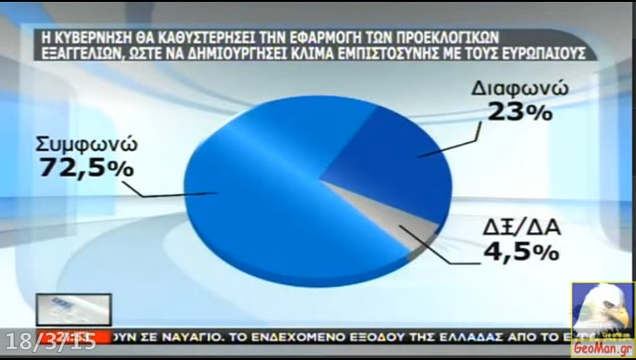 Η ΚΥΒΕΡΝΗΣΗ ΘΑ ΚΑΘΥΣΤΕΡΗΣΕΙ ΤΗΝ ΕΦΑΡΜΟΓΗ ΤΩΝ ΠΡΟΕΚΛΟΓΙΚΩΝ
ΕΞΑΓΓΕΛΙΩΝ, ΩΣΤΕ ΝΑ ΔΗΜΙΟΥΡΓΗΣΕΙ ΚΛΙΜΑ ΕΜΠΙΣΤΟΣΥΝΗΣ ΜΕ ΤΟΥΣ ΕΥΡΩΠΑΙΟΥΣ
Διαφωνώ
23%
Συμφωνώ
72,5%
ΔΞ/ΔΑ
4,5%
18/3/15
ΟΥΝ ΣΕ ΝΑΥΑΓΙΟ. ΤΟ ΕΝΔΕΧΟΜΕΝΟ ΕΞΟΔΟΥ ΤΗΣ ΕΛΛΑΔΑΣ ΑΠΟ ΤΟ
GeoMan
GeoMan.gr